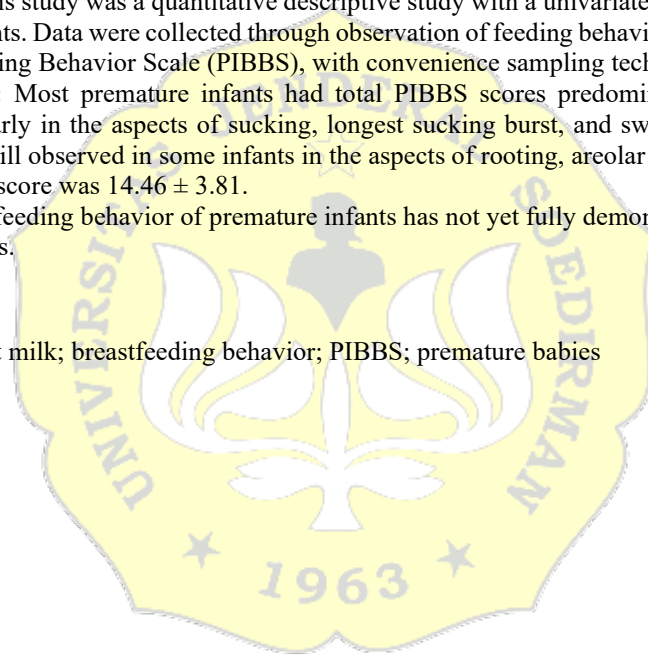 is study was a quantitative descriptive study with a univariate
nts. Data were collected through observation of feeding behavi
ing Behavior Scale (PIBBS), with convenience sampling tech
: Most premature infants had total PIBBS scores predomi
rly in the aspects of sucking, longest sucking burst, and sw
ill observed in some infants in the aspects of rooting, areolar
score was 14.46 ± 3.81.
feeding behavior of premature infants has not yet fully demon
s.
t milk; breastfeeding behavior; PIBBS; premature babies
UNIVERSITAS JENDERAL SOEDIRMAN
1963